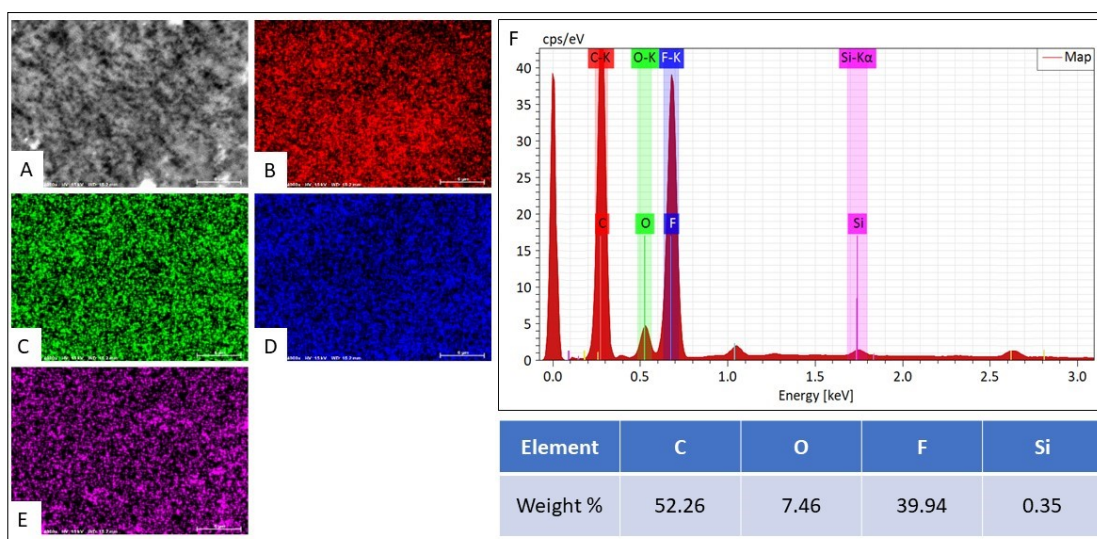 A
B
C
D
E
F
cps/eV
C-K
O-K
F-K
Si-Kα
Map
40
35
30
25
20
15
10
5
0
C
O
F
Si
0.0
0.5
1.0
1.5
2.0
2.5
3.0
Energy [keV]
Element C O F Si
Weight % 52.26 7.46 39.94 0.35